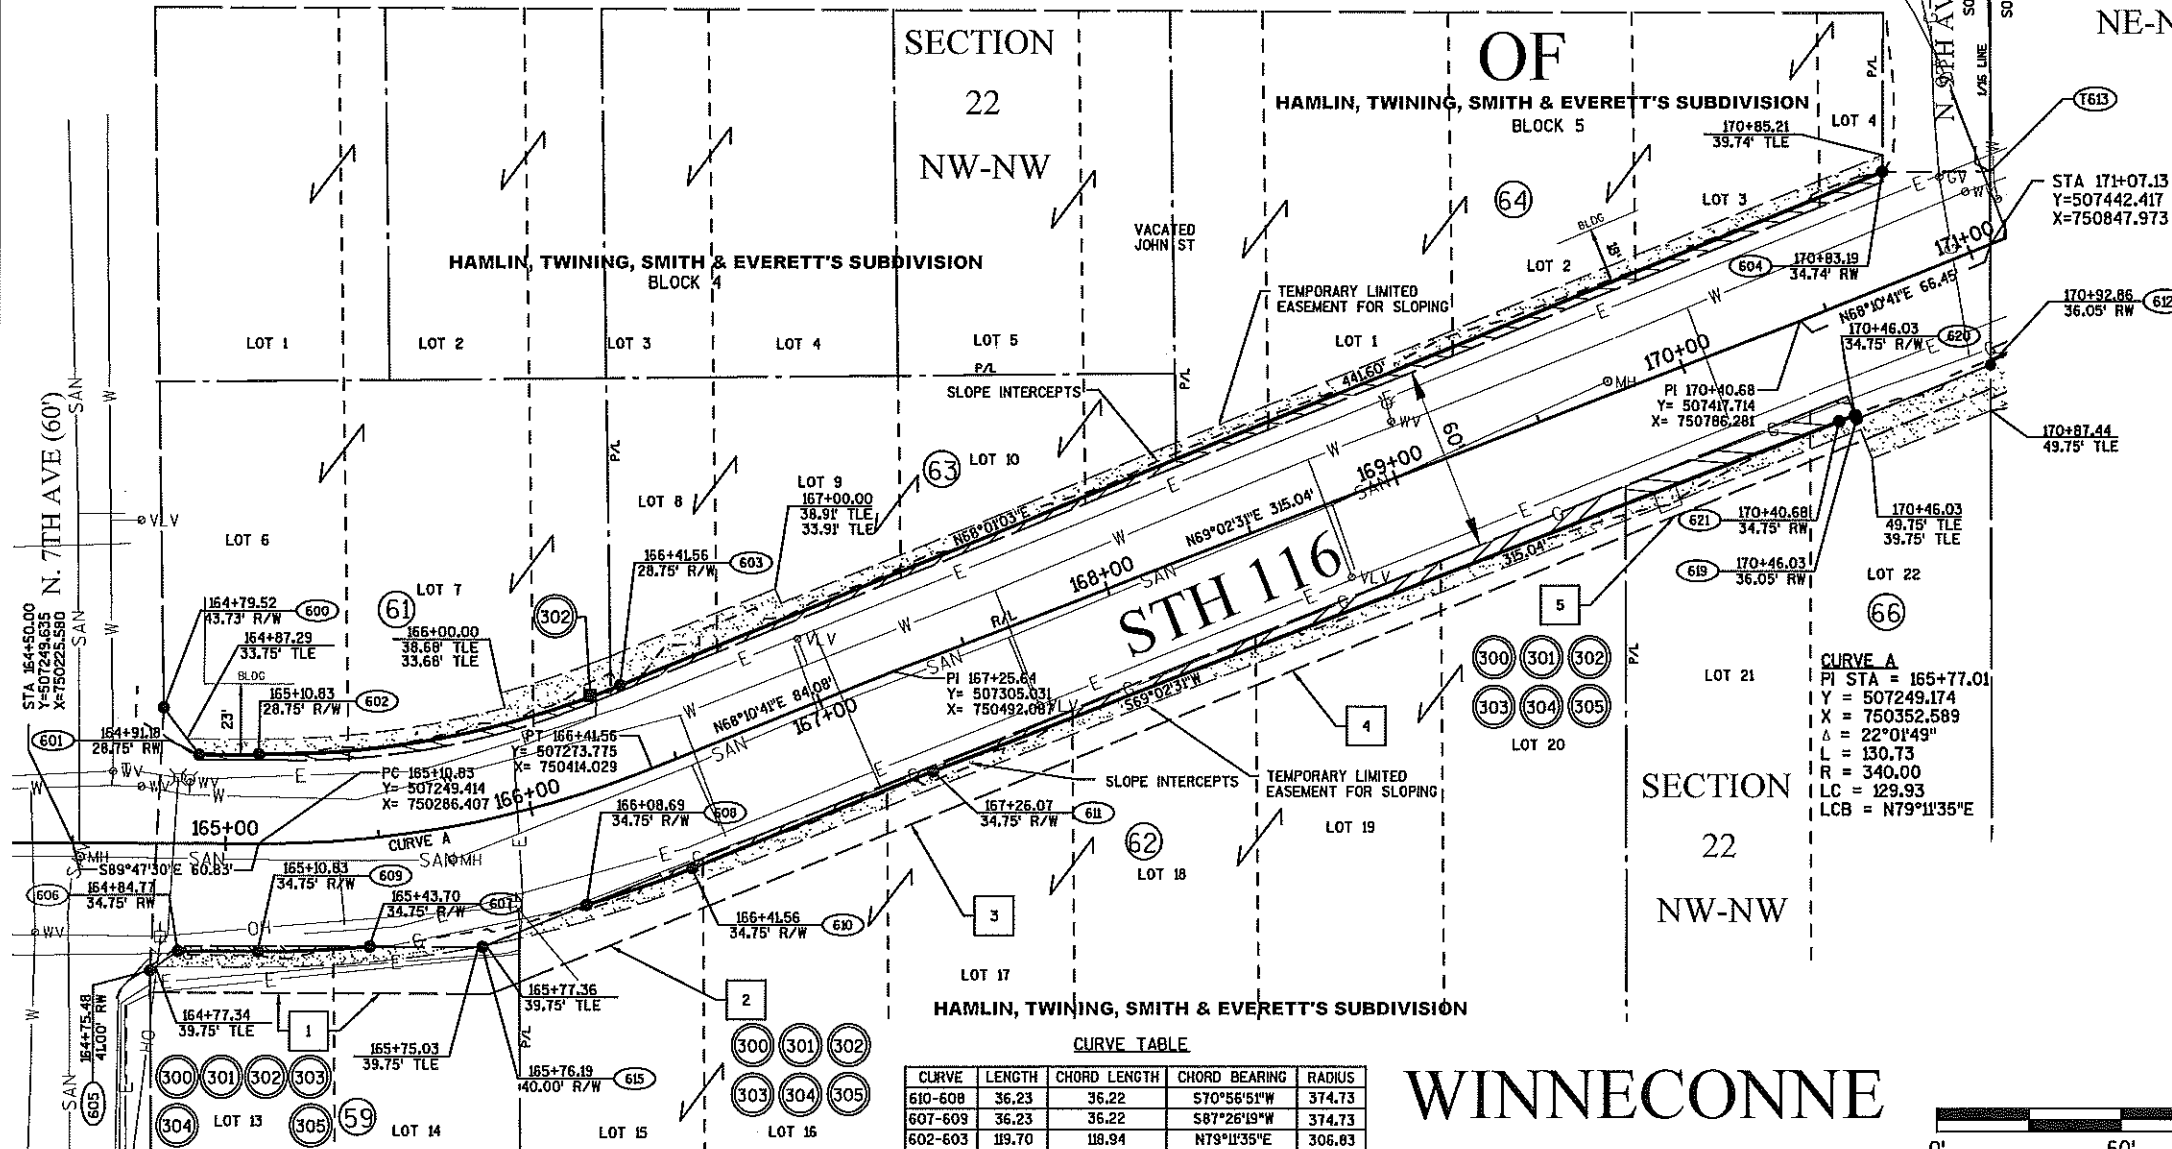 SECTION
22
NW-NW
OF
HAMLIN, TWINING, SMITH & EVERETT'S SUBDIVISION
BLOCK 5
NE-N
N. 9TH AV
1/16 LINE
P/L
T613
LOT 4
170+85.21
39.74' TLE
STA 171+07.13
Y=507442.417
X=750847.973
64
LOT 3
BLDG
18'
LOT 2
VACATED
JOHN ST
HAMLIN, TWINING, SMITH & EVERETT'S SUBDIVISION
BLOCK 4
TEMPORARY LIMITED
EASEMENT FOR SLOPING
604
170+83.19
34.74' RW
171+00
N68°10'41"E 66.45'
170+92.86
36.05' RW
612
170+46.03
34.75' R/W
620
LOT 1
LOT 2
LOT 3
LOT 4
LOT 5
LOT 1
P/L
P/L
SLOPE INTERCEPTS
441.60'
170+00
MH
PI 170+40.68
Y= 507417.714
X= 750786.281
60'
170+87.44
49.75' TLE
N. 7TH AVE (60')
SAN
W
VLV
P/L
LOT 6
LOT 7
LOT 8
LOT 9
167+00.00
38.91' TLE
33.91' TLE
63
LOT 10
N68°01'03"E
N69°02'31"E 315.04'
169+00
SAN
WV
621
170+40.68
34.75' RW
170+46.03
49.75' TLE
39.75' TLE
619
170+46.03
36.05' RW
LOT 22
66
315.04'
STH 116
168+00
SAN
R/L
166+41.56
28.75' R/W
603
302
61
164+79.52
43.73' R/W
600
164+87.29
33.75' TLE
166+00.00
38.68' TLE
33.68' TLE
STA 164+50.00
Y=507249.635
X=750225.580
BLDG
23'
165+10.83
28.75' R/W
602
601
164+91.18
28.75' RW
5
300 301 302
303 304 305
LOT 20
P/L
LOT 21
CURVE A
PI STA = 165+77.01
Y = 507249.174
X = 750352.589
Δ = 22°01'49"
L = 130.73
R = 340.00
LC = 129.93
LCB = N79°11'35"E
PI 167+25.64
Y= 507305.031
X= 750492.087
VLV
S69°02'31"W
4
N68°10'41"E 84.08'
167+00
SAN
PT 166+41.56
Y= 507273.775
X= 750414.029
PC 165+10.83
Y= 507249.414
X= 750286.407
166+00
165+00
CURVE A
SAN
MH
S89°47'30"E 60.83'
SLOPE INTERCEPTS
TEMPORARY LIMITED
EASEMENT FOR SLOPING
SECTION
22
NW-NW
166+08.69
34.75' R/W
608
167+26.07
34.75' R/W
611
62
LOT 18
LOT 19
606
164+84.77
34.75' RW
165+10.83
34.75' R/W
609
165+43.70
34.75' R/W
607
166+41.56
34.75' R/W
610
3
LOT 17
OH
WV
164+75.48
41.00' RW
605
164+77.34
39.75' TLE
1
165+77.36
39.75' TLE
165+75.03
39.75' TLE
165+76.19
40.00' R/W
615
P/L
2
HAMLIN, TWINING, SMITH & EVERETT'S SUBDIVISION
300 301 302 303
304 LOT 13 305
59
LOT 14
LOT 15
300 301 302
303 304 305
LOT 16
CURVE TABLE
CURVE LENGTH CHORD LENGTH CHORD BEARING RADIUS
610-608 36.23 36.22 S70°56'51"W 374.73
607-609 36.23 36.22 S87°26'19"W 374.73
602-603 119.70 118.94 N79°11'35"E 306.83
WINNECONNE
0' 60'